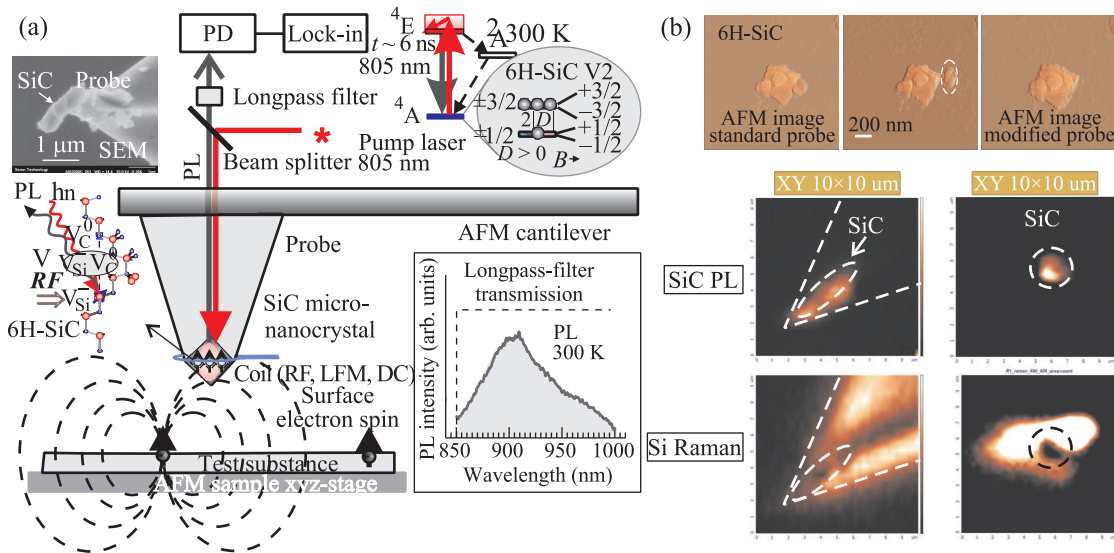 (a)
PD
Lock-in
Longpass filter
Beam splitter
*
PL
SiC
Probe
1 μm
SEM
⁴E
t ~ 6 ns
805 nm
⁴A
Pump laser
805 nm
²A
300 K
6H-SiC V2
±3/2
+3/2
−3/2
2|D|
±1/2
+1/2
−1/2
D > 0
B→
PL hn
V_C⁰
V
V_Si⁻
V_C⁰
RF
V_Si⁻
6H-SiC
Probe
AFM cantilever
SiC micro-
nanocrystal
Coil (RF, LFM, DC)
Surface
electron spin
Test substance
AFM sample xyz-stage
Longpass-filter
transmission
PL
300 K
PL intensity (arb. units)
850 900 950 1000
Wavelength (nm)
(b)
6H-SiC
AFM image
standard probe
200 nm
AFM image
modified probe
XY 10×10 um
XY 10×10 um
SiC PL
SiC
SiC
Si Raman